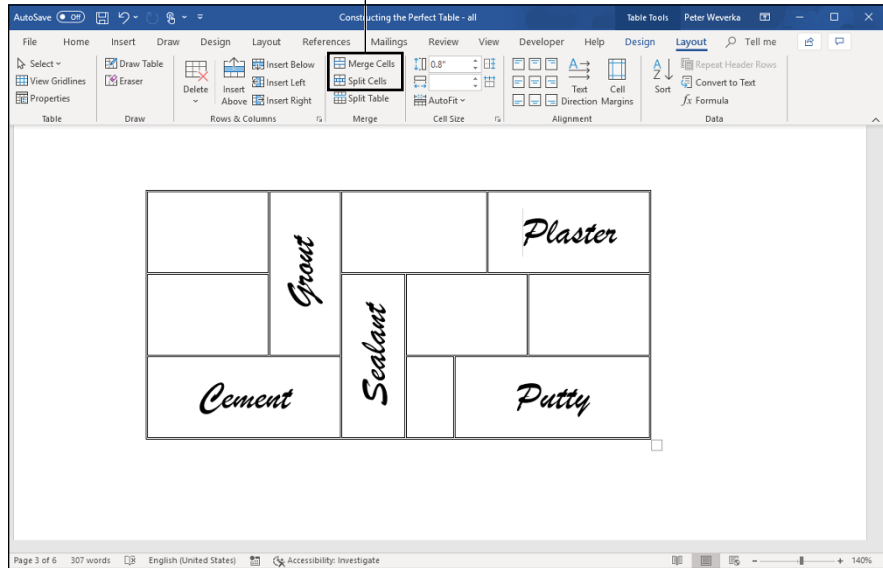 AutoSave Off Constructing the Perfect Table - all Table Tools Peter Weverka
File Home Insert Draw Design Layout References Mailings Review View Developer Help Design Layout Tell me
Select Draw Table Delete Insert Above Insert Below Merge Cells 0.8" Text Direction Cell Margins Sort Repeat Header Rows
View Gridlines Eraser Insert Left Split Cells Convert to Text
Properties Insert Right Split Table AutoFit fx Formula
Table Draw Rows & Columns Merge Cell Size Alignment Data
Grout
Plaster
Sealant
Cement
Putty
Page 3 of 6 307 words English (United States) Accessibility: Investigate 140%